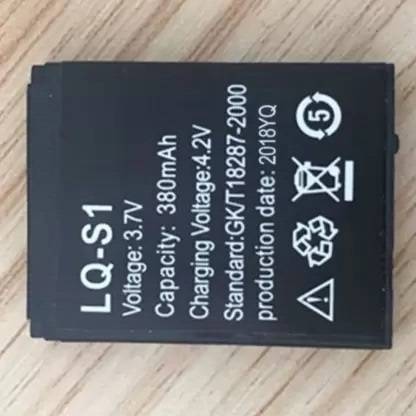 LQ-S1
Voltage: 3.7V
Capacity: 380mAh
Charging Voltage:4.2V
Standard:GK/T18287-2000
production date: 2018YQ
5